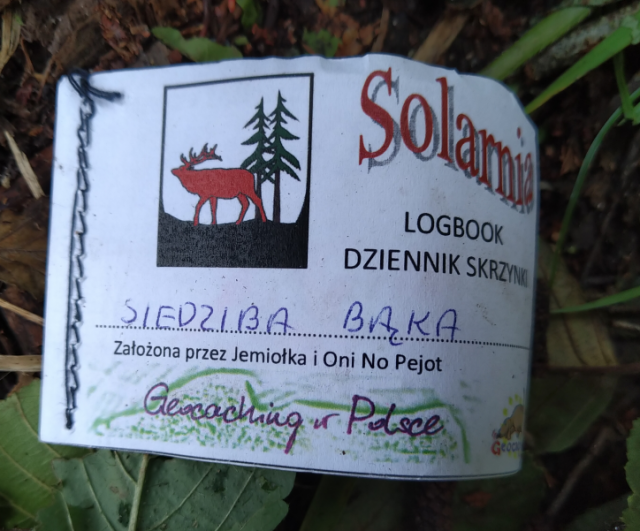 Solarnia
LOGBOOK
DZIENNIK SKRZYNKI
SIEDZIBA BĄKA
Założona przez Jemiołka i Oni No Pejot
Geocaching w Polsce